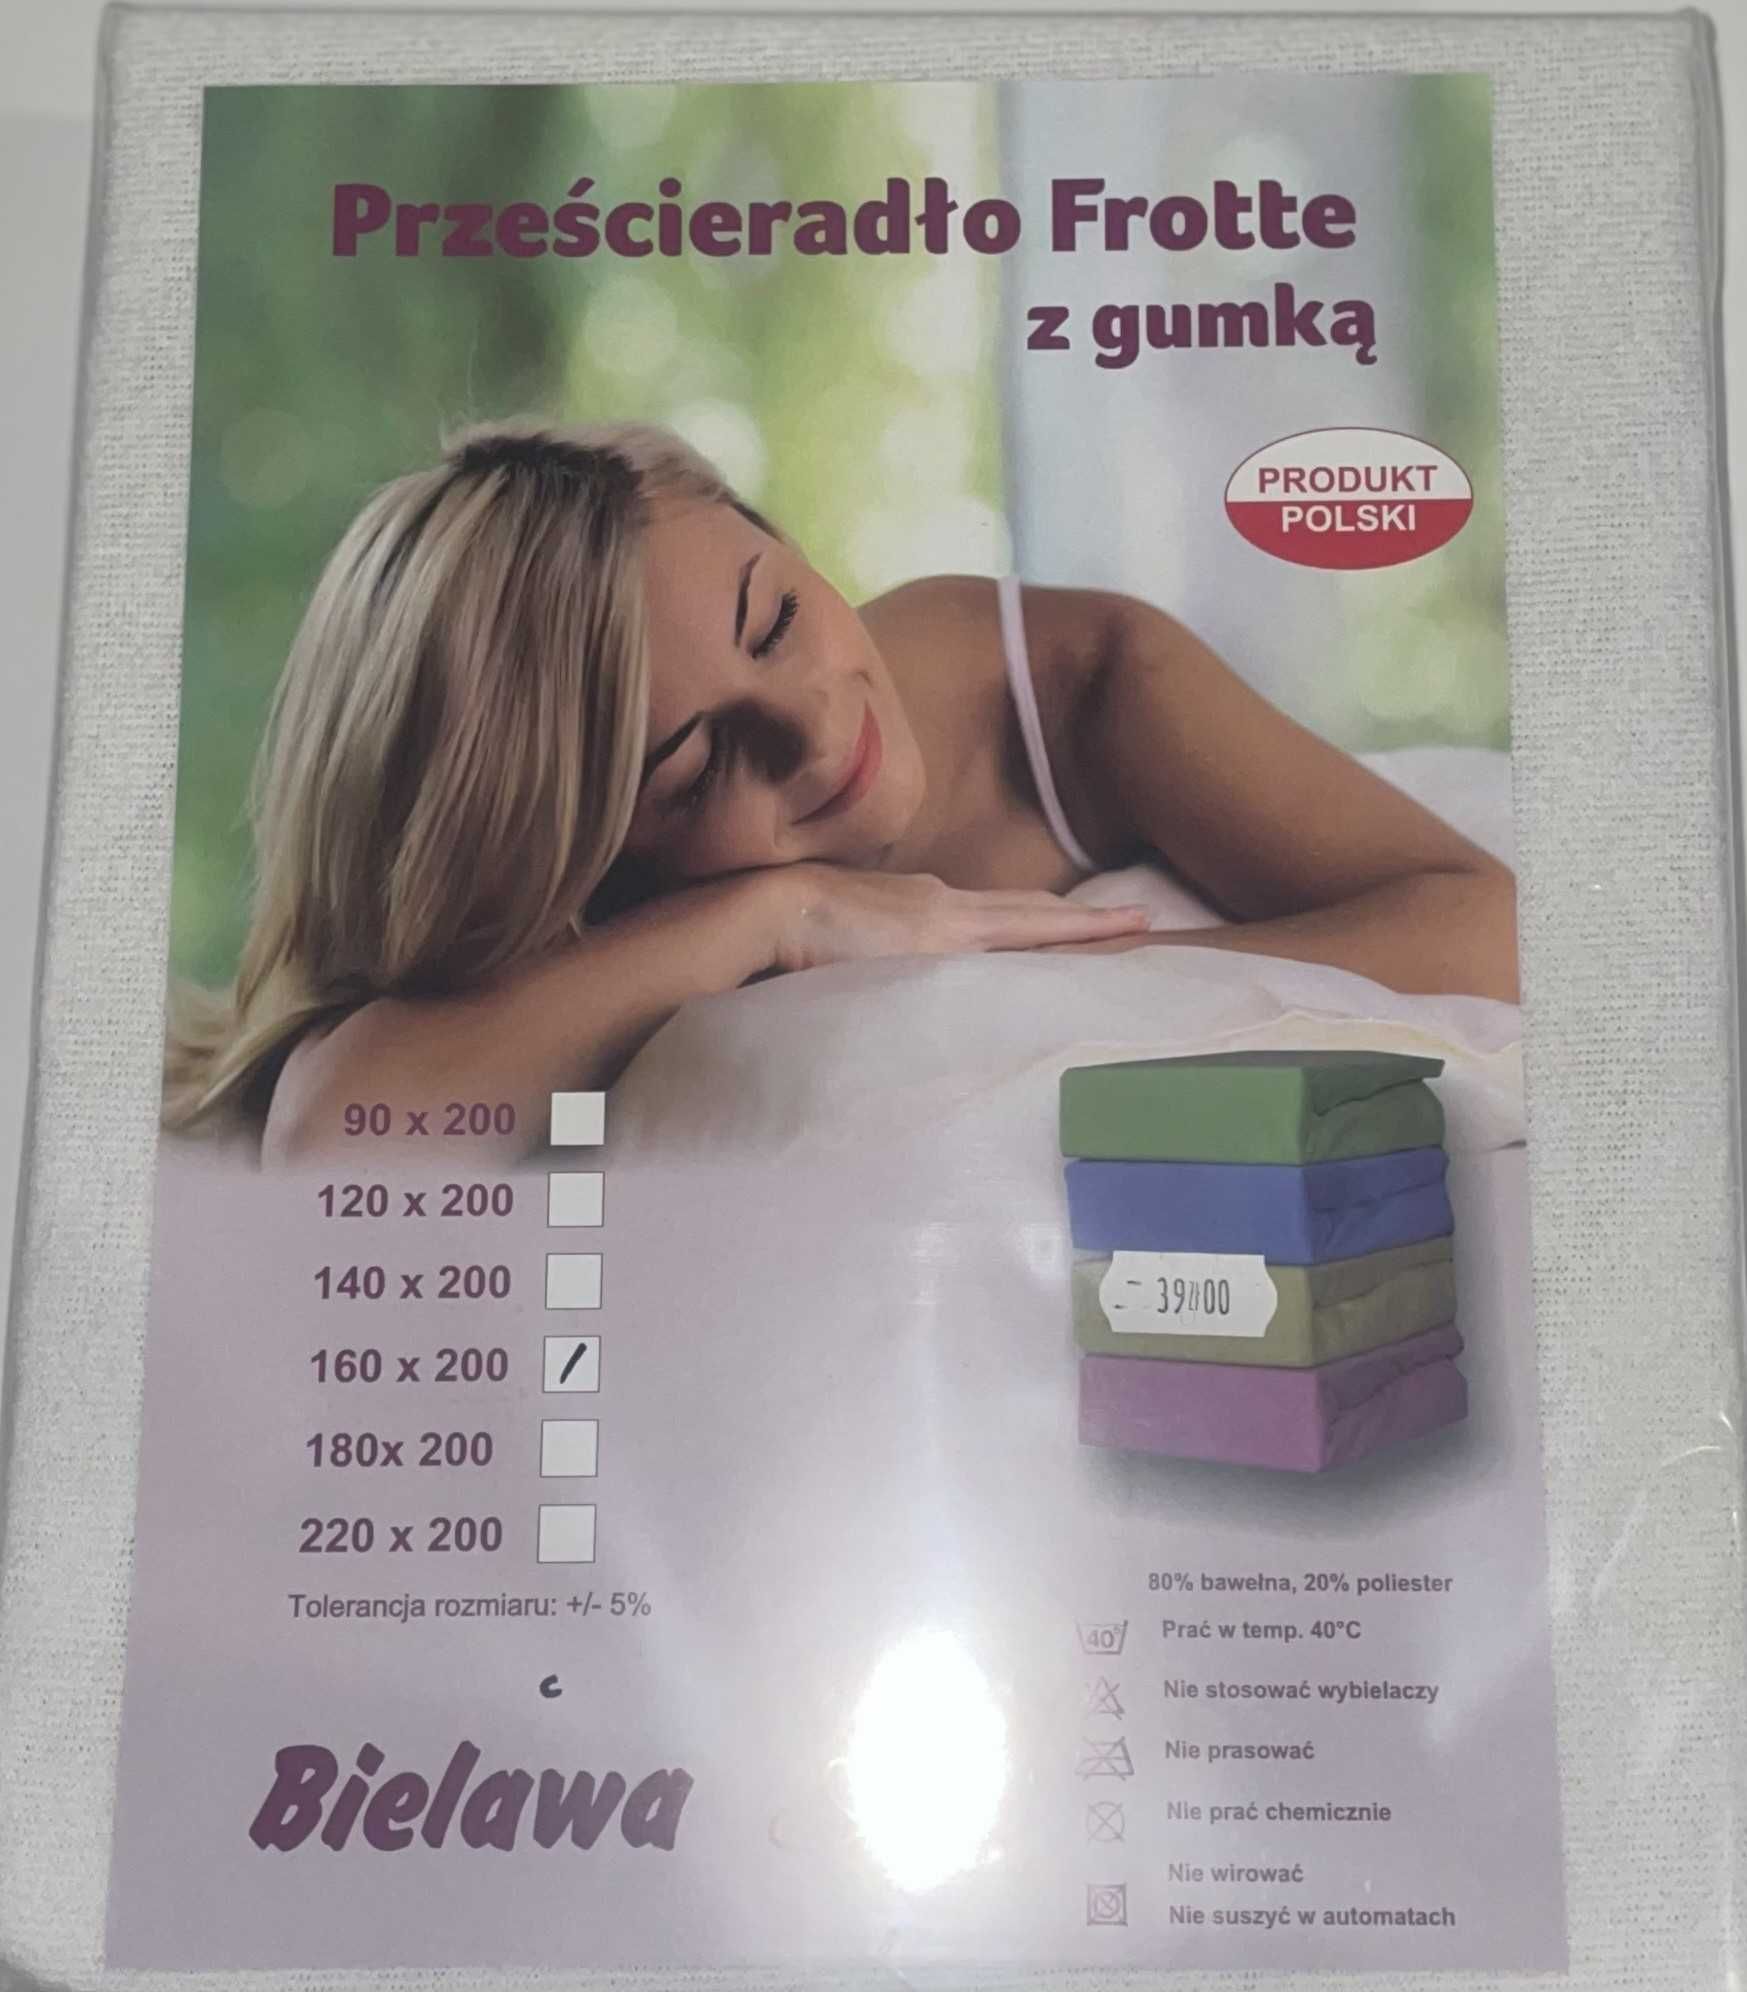 Prześcieradło Frotte
z gumką
PRODUKT
POLSKI
90 x 200
120 x 200
140 x 200
160 x 200
180x 200
220 x 200
Tolerancja rozmiaru: +/- 5%
c
Bielawa
39zł00
80% bawełna, 20% poliester
40° Prać w temp. 40°C
Nie stosować wybielaczy
Nie prasować
Nie prać chemicznie
Nie wirować
Nie suszyć w automatach